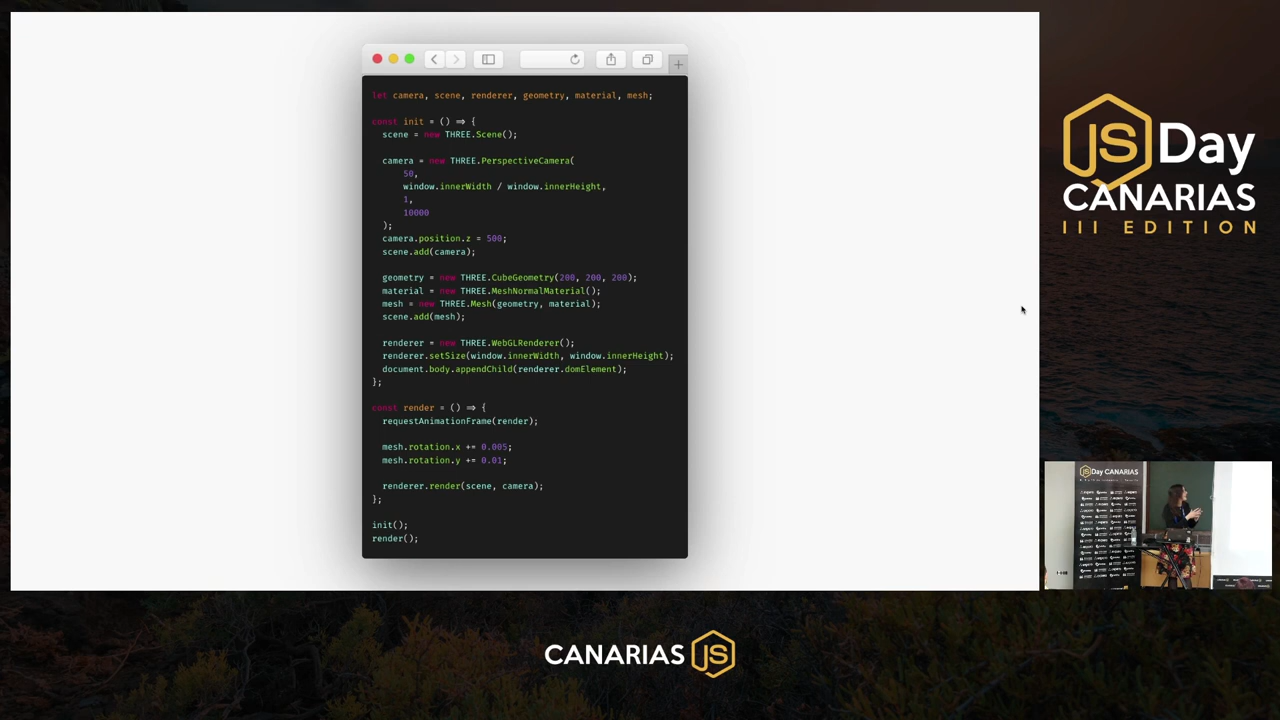 let camera, scene, renderer, geometry, material, mesh;
const init = () => {
scene = new THREE.Scene();
camera = new THREE.PerspectiveCamera(
50,
window.innerWidth / window.innerHeight,
1,
10000
);
camera.position.z = 500;
scene.add(camera);
geometry = new THREE.CubeGeometry(200, 200, 200);
material = new THREE.MeshNormalMaterial();
mesh = new THREE.Mesh(geometry, material);
scene.add(mesh);
renderer = new THREE.WebGLRenderer();
renderer.setSize(window.innerWidth, window.innerHeight);
document.body.appendChild(renderer.domElement);
};
const render = () => {
requestAnimationFrame(render);
mesh.rotation.x += 0.005;
mesh.rotation.y += 0.01;
renderer.render(scene, camera);
};
init();
render();
JS Day
CANARIAS
III EDITION
JSDay CANARIAS
CANARIAS JS